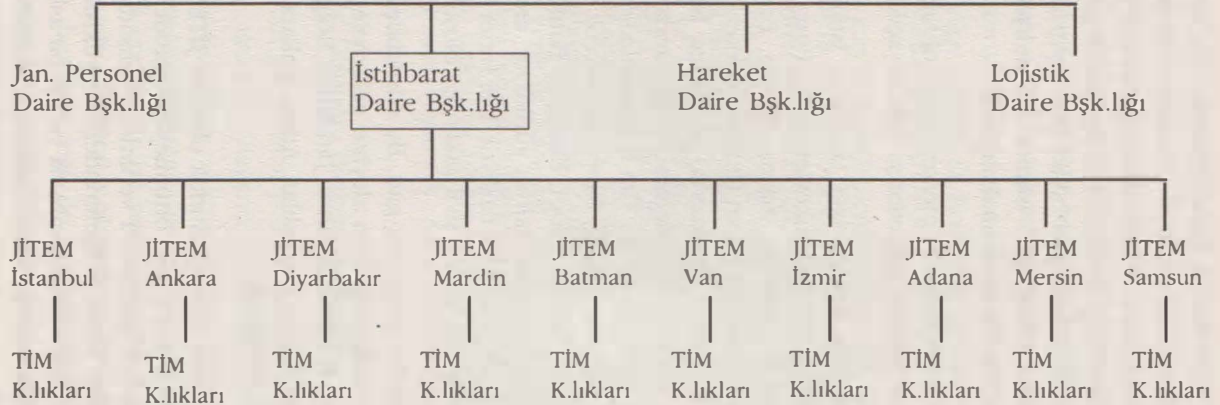 Jan. Personel
Daire Bşk.lığı
İstihbarat
Daire Bşk.lığı
Hareket
Daire Bşk.lığı
Lojistik
Daire Bşk.lığı
JİTEM
İstanbul
JİTEM
Ankara
JİTEM
Diyarbakır
JİTEM
Mardin
JİTEM
Batman
JİTEM
Van
JİTEM
İzmir
JİTEM
Adana
JİTEM
Mersin
JİTEM
Samsun
TİM
K.lıkları
TİM
K.lıkları
TİM
K.lıkları
TİM
K.lıkları
TİM
K.lıkları
TİM
K.lıkları
TİM
K.lıkları
TİM
K.lıkları
TİM
K.lıkları
TİM
K.lıkları